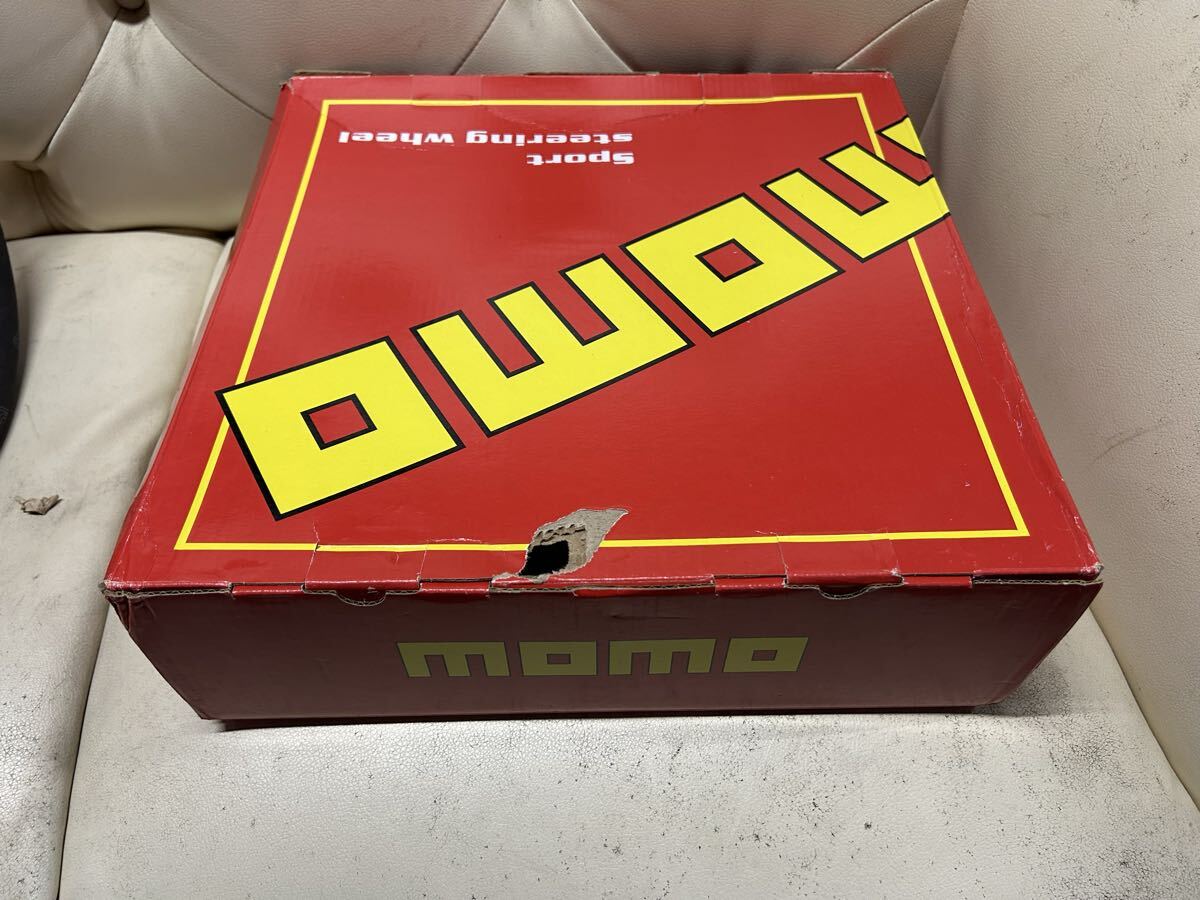 Sport
steering wheel
momo
momo